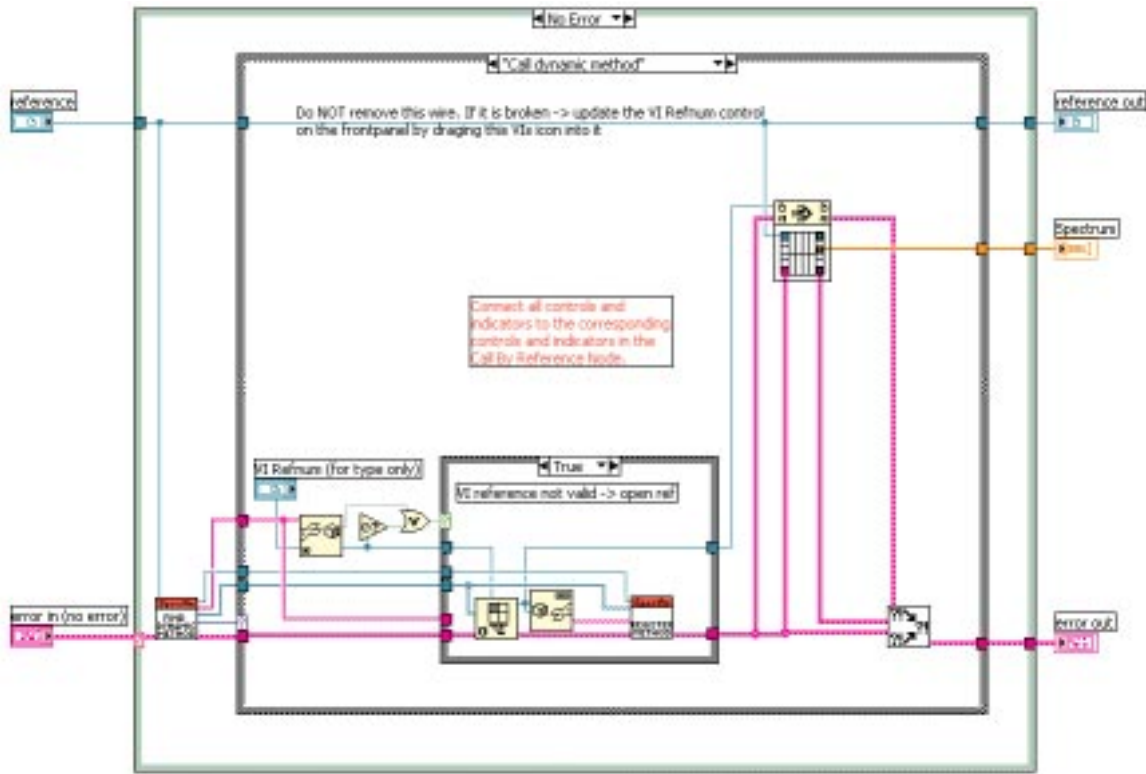 No Error
"Call dynamic method"
reference
Do NOT remove this wire. If it is broken -> update the VI Refnum control
on the frontpanel by draging this VIs icon into it
reference out
Spectrum
Connect all controls and
indicators to the corresponding
controls and indicators in the
Call By Reference Node.
VI Refnum (for type only)
True
VI reference not valid -> open ref
error in (no error)
REGISTER
METHOD
error out